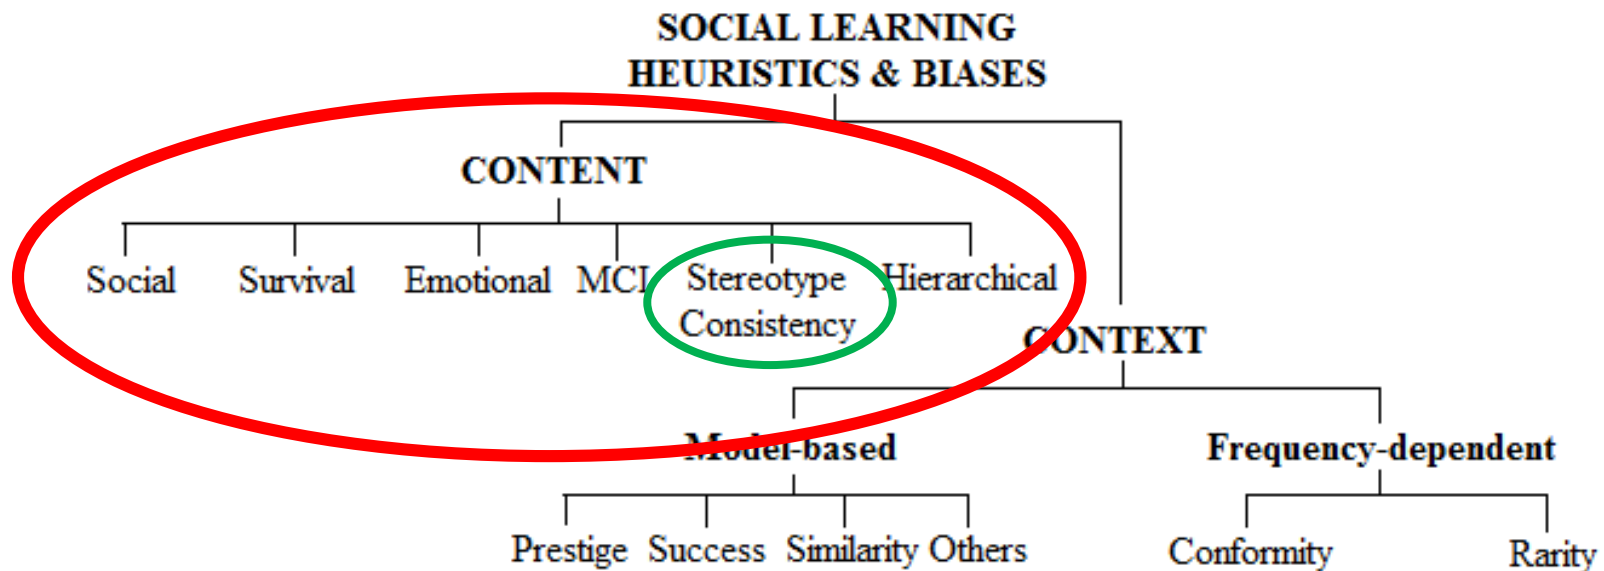 SOCIAL LEARNING
HEURISTICS & BIASES
CONTENT
Social Survival Emotional MCI Stereotype Hierarchical
Consistency
CONTEXT
Model-based Frequency-dependent
Prestige Success Similarity Others Conformity Rarity